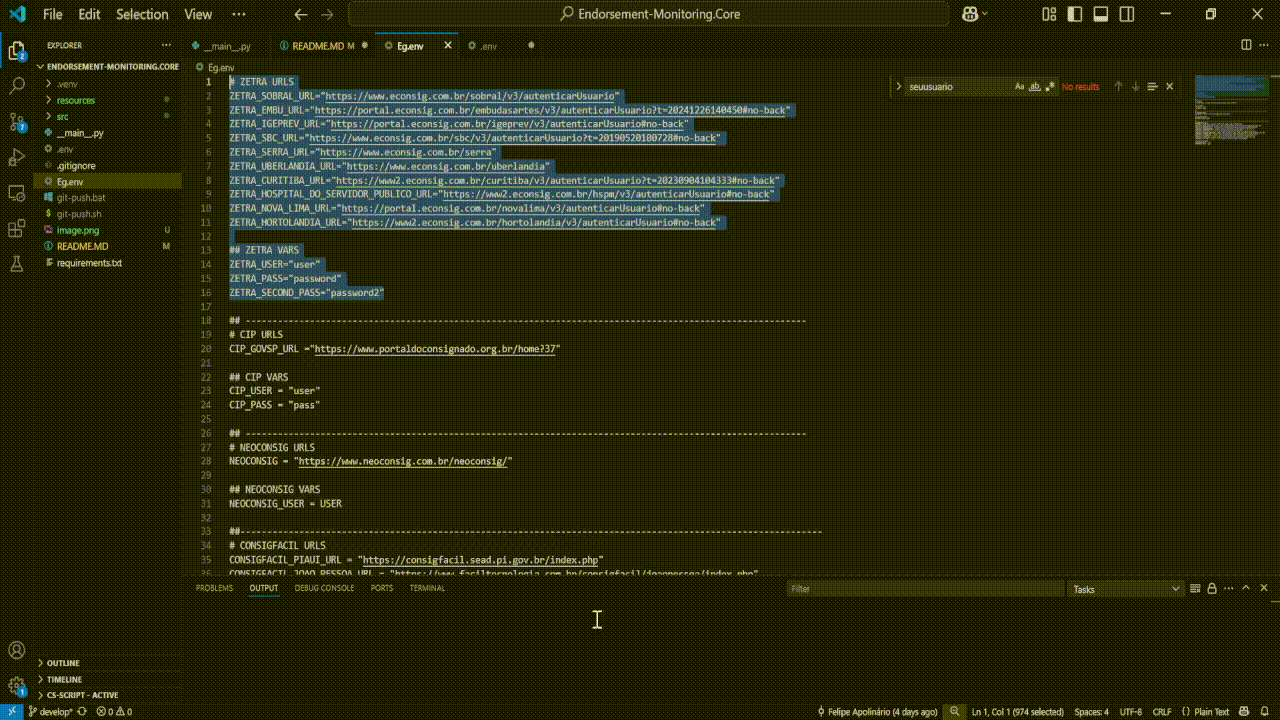 File Edit Selection View ··· Endorsement-Monitoring.Core
EXPLORER ···
ENDORSEMENT-MONITORING.CORE
.venv
resources
src
__main__.py
.env
.gitignore
Eg.env
git-push.bat
git-push.sh
image.png U
README.MD M
requirements.txt
OUTLINE
TIMELINE
CS-SCRIPT - ACTIVE
__main__.py README.MD M Eg.env .env
Eg.env
seuusuario Aa ab .* No results
1 # ZETRA URLS
2 ZETRA_SOBRAL_URL="https://www.econsig.com.br/sobral/v3/autenticarUsuario"
3 ZETRA_EMBU_URL="https://portal.econsig.com.br/embudasartes/v3/autenticarUsuario?t=20241226140450#no-back"
4 ZETRA_IGEPREV_URL="https://portal.econsig.com.br/igeprev/v3/autenticarUsuario#no-back"
5 ZETRA_SBC_URL="https://www.econsig.com.br/sbc/v3/autenticarUsuario?t=20190520100728#no-back"
6 ZETRA_SERRA_URL="https://www.econsig.com.br/serra"
7 ZETRA_UBERLANDIA_URL="https://www.econsig.com.br/uberlandia"
8 ZETRA_CURITIBA_URL="https://www2.econsig.com.br/curitiba/v3/autenticarUsuario?t=20230904104333#no-back"
9 ZETRA_HOSPITAL_DO_SERVIDOR_PUBLICO_URL="https://www2.econsig.com.br/hspm/v3/autenticarUsuario#no-back"
10 ZETRA_NOVA_LIMA_URL="https://portal.econsig.com.br/novalima/v3/autenticarUsuario#no-back"
11 ZETRA_HORTOLANDIA_URL="https://www2.econsig.com.br/hortolandia/v3/autenticarUsuario#no-back"
12
13 ## ZETRA VARS
14 ZETRA_USER="user"
15 ZETRA_PASS="password"
16 ZETRA_SECOND_PASS="password2"
17
18 ## ----------------------------------------------------------------------------------------------------------
19 # CIP URLS
20 CIP_GOVSP_URL ="https://www.portaldoconsignado.org.br/home?37"
21
22 ## CIP VARS
23 CIP_USER = "user"
24 CIP_PASS = "pass"
25
26 ## ----------------------------------------------------------------------------------------------------------
27 # NEOCONSIG URLS
28 NEOCONSIG = "https://www.neoconsig.com.br/neoconsig/"
29
30 ## NEOCONSIG VARS
31 NEOCONSIG_USER = USER
32
33 ##--------------------------------------------------------------------------------------------------------------
34 # CONSIGFACIL URLS
35 CONSIGFACIL_PIAUI_URL = "https://consigfacil.sead.pi.gov.br/index.php"
36 CONSIGFACIL_JOAO_PESSOA_URL = "https://www.faciltecnologia.com.br/consigfacil/joaopessoa/index.php"
PROBLEMS OUTPUT DEBUG CONSOLE PORTS TERMINAL Filter Tasks ···
develop* 0 0 Felipe Apolinário (4 days ago) Ln 1, Col 1 (974 selected) Spaces: 4 UTF-8 CRLF {} Plain Text